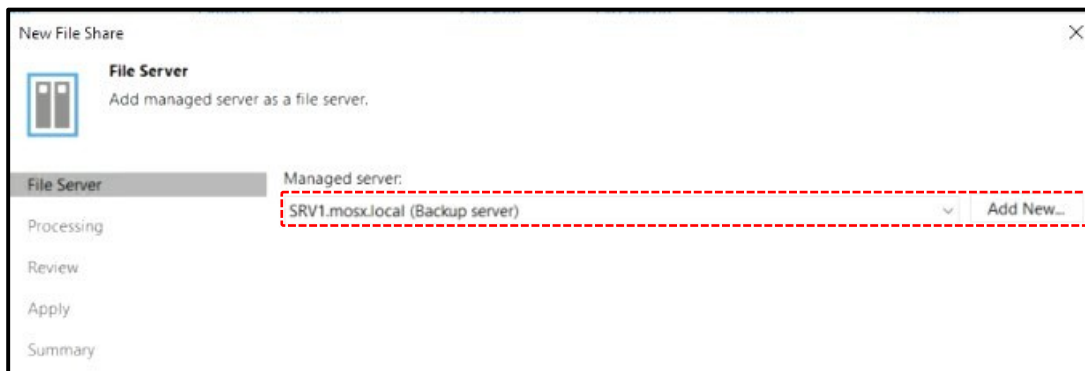 New File Share
File Server
Add managed server as a file server.
File Server
Managed server:
SRV1.mosx.local (Backup server)
Add New...
Processing
Review
Apply
Summary